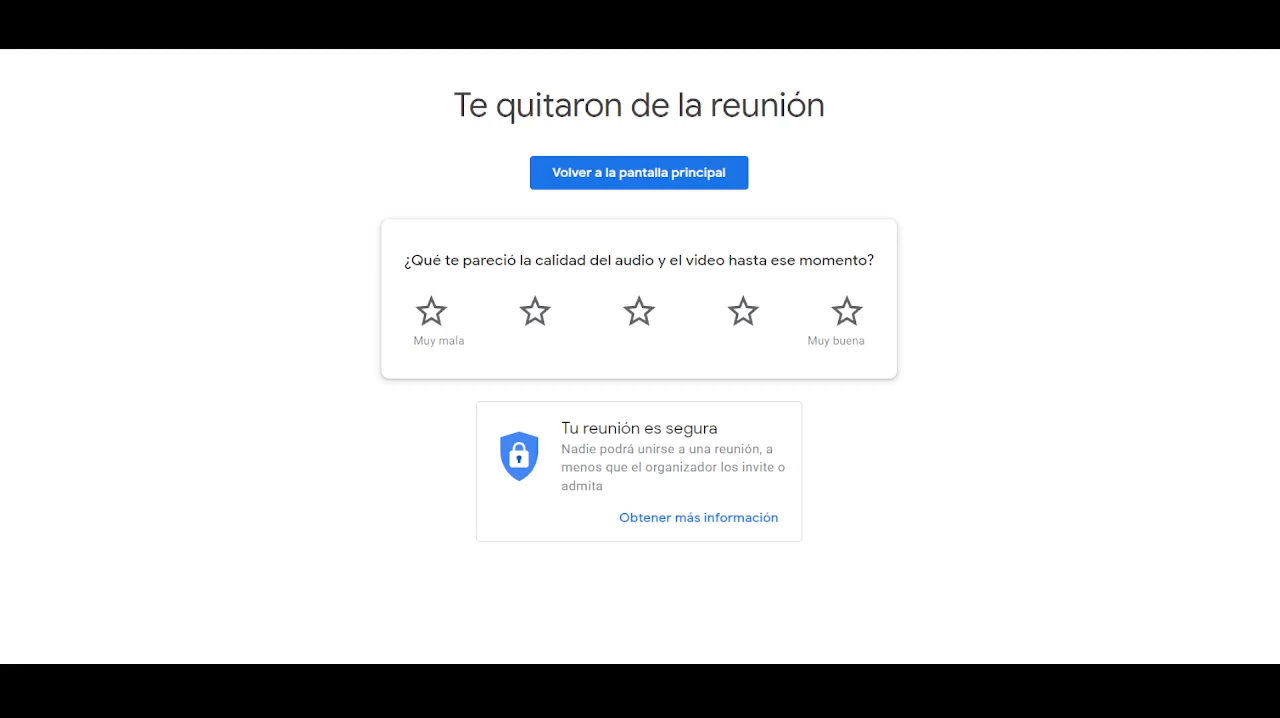 Te quitaron de la reunión
Volver a la pantalla principal
¿Qué te pareció la calidad del audio y el video hasta ese momento?
Muy mala
Muy buena
Tu reunión es segura
Nadie podrá unirse a una reunión, a
menos que el organizador los invite o
admita
Obtener más información